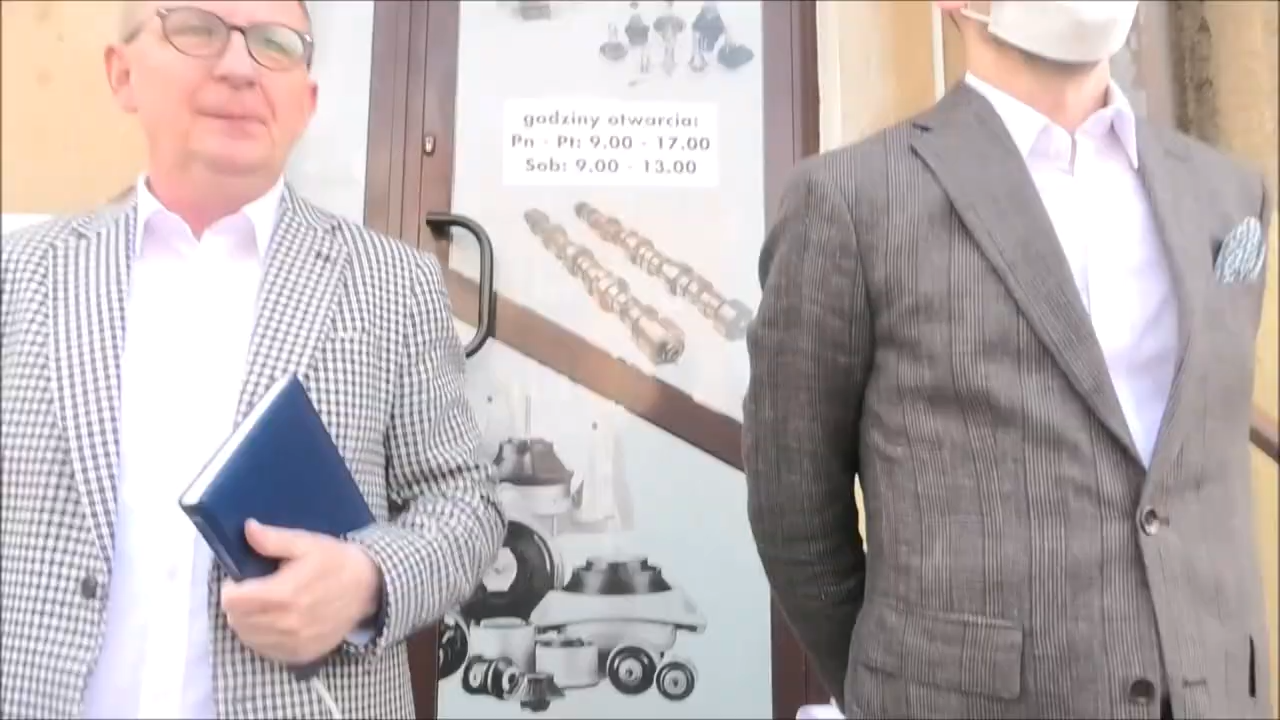 godziny otwarcia:
Pn - Pt: 9.00 - 17.00
Sob: 9.00 - 13.00